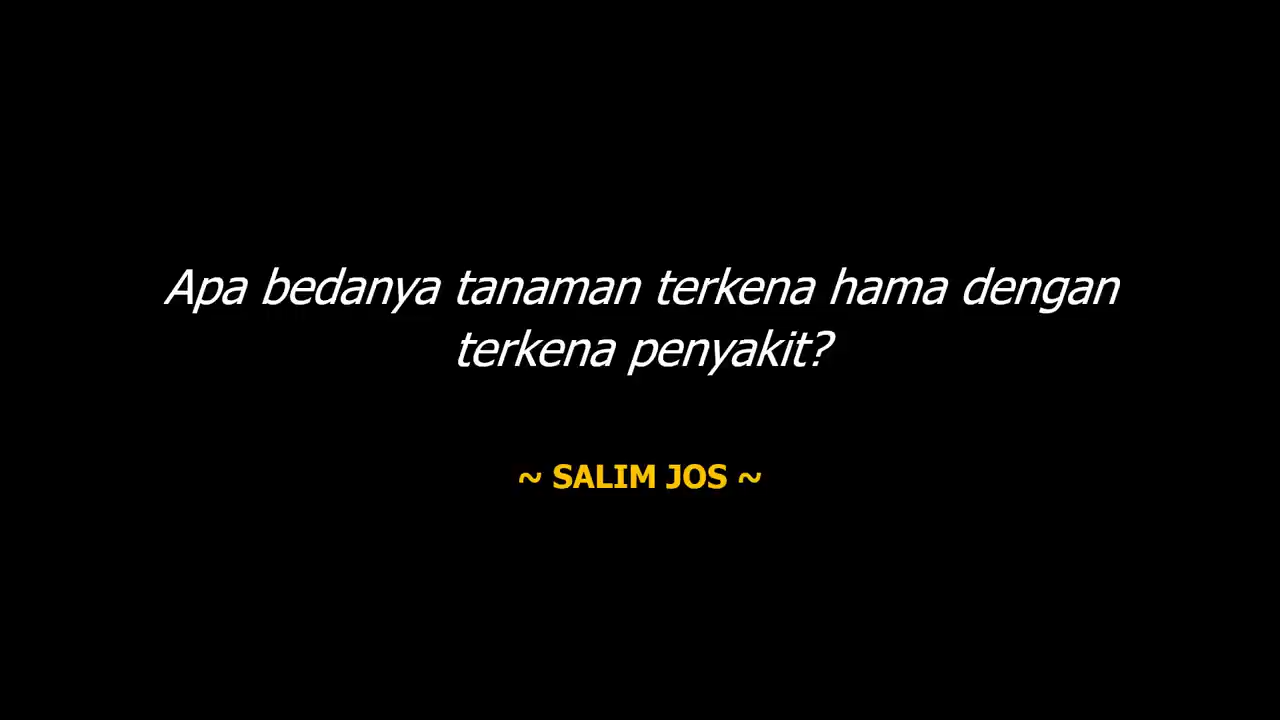 Apa bedanya tanaman terkena hama dengan
terkena penyakit?
~ SALIM JOS ~